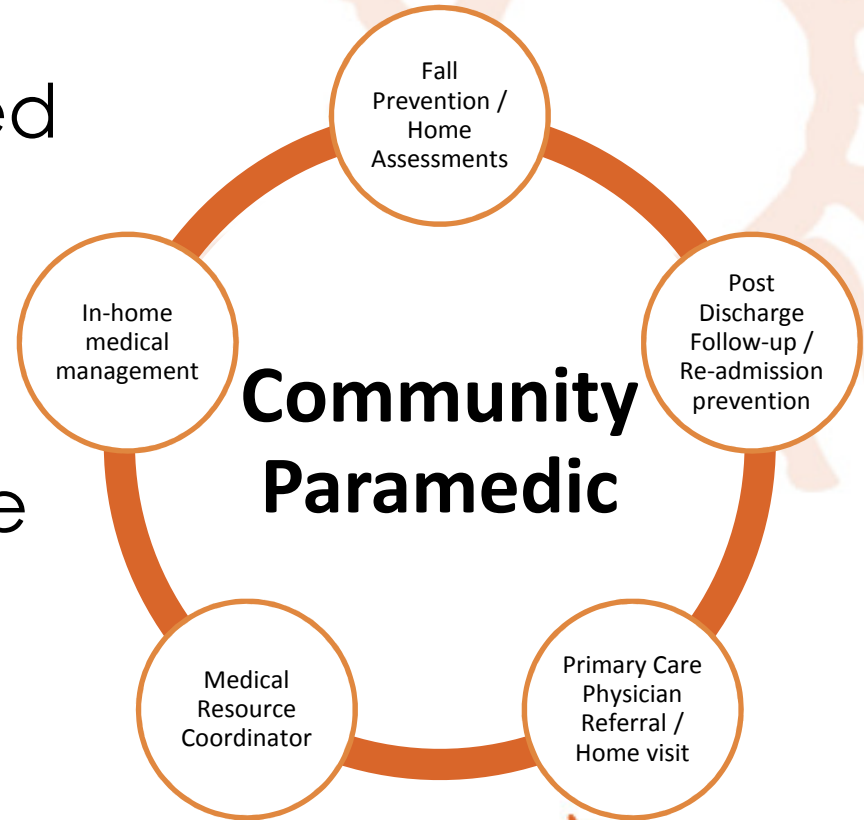 ed
e
Fall
Prevention /
Home
Assessments
Post
Discharge
Follow-up /
Re-admission
prevention
Primary Care
Physician
Referral /
Home visit
Medical
Resource
Coordinator
In-home
medical
management
Community
Paramedic